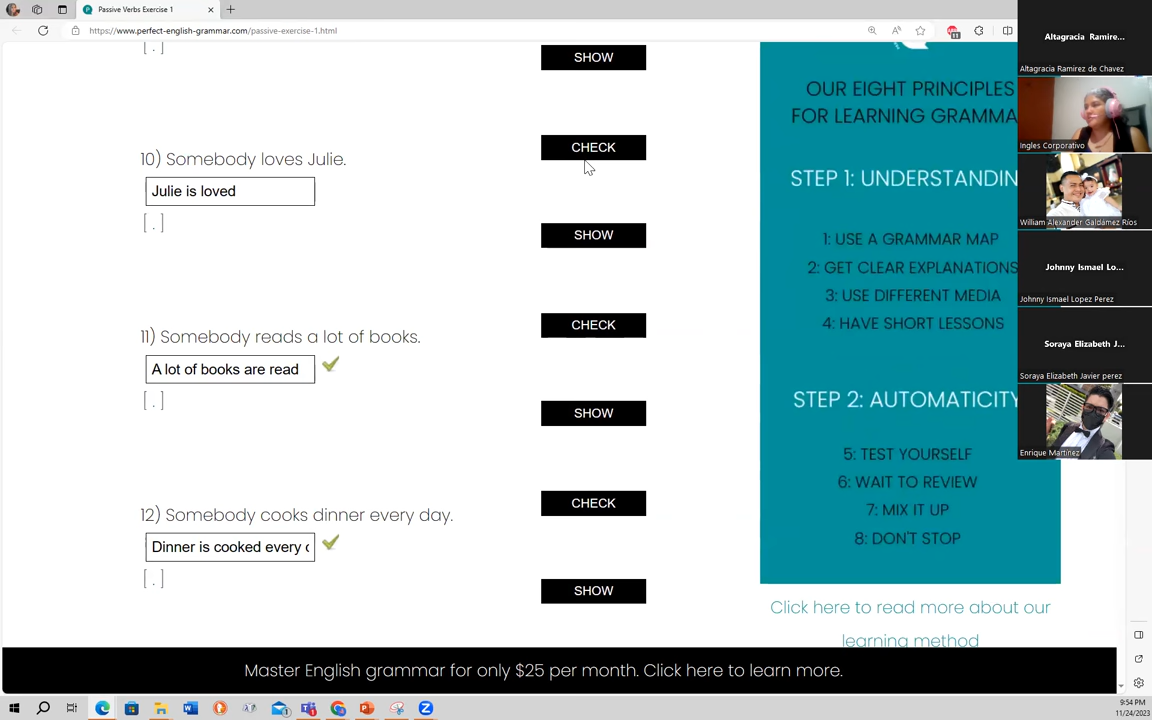 Passive Verbs Exercise 1
https://www.perfect-english-grammar.com/passive-exercise-1.html
11
[ . ]
SHOW
10) Somebody loves Julie.
CHECK
Julie is loved
[ . ]
SHOW
11) Somebody reads a lot of books.
CHECK
A lot of books are read
[ . ]
SHOW
12) Somebody cooks dinner every day.
CHECK
Dinner is cooked every
[ . ]
SHOW
OUR EIGHT PRINCIPLES
FOR LEARNING GRAMMA
STEP 1: UNDERSTANDIN
1: USE A GRAMMAR MAP
2: GET CLEAR EXPLANATIONS
3: USE DIFFERENT MEDIA
4: HAVE SHORT LESSONS
STEP 2: AUTOMATICITY
5: TEST YOURSELF
6: WAIT TO REVIEW
7: MIX IT UP
8: DON'T STOP
Click here to read more about our
learning method
Master English grammar for only $25 per month. Click here to learn more.
Altagracia Ramire...
Altagracia Ramirez de Chavez
Ingles Corporativo
William Alexander Galdámez Ríos
Johnny Ismael Lo...
Johnny Ismael Lopez Perez
Soraya Elizabeth J...
Soraya Elizabeth Javier perez
Enrique Martinez
9:54 PM
11/24/2023